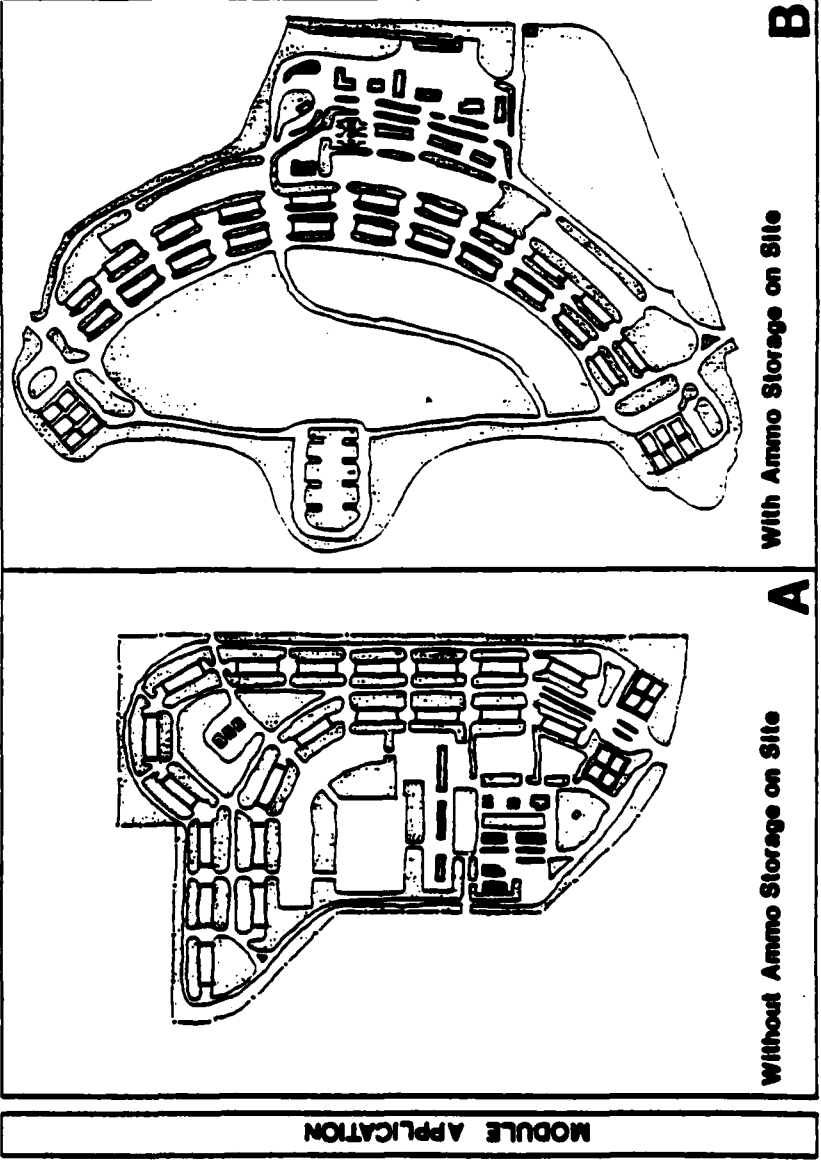 MODULE APPLICATION
A
Without Ammo Storage on Site
B
With Ammo Storage on Site